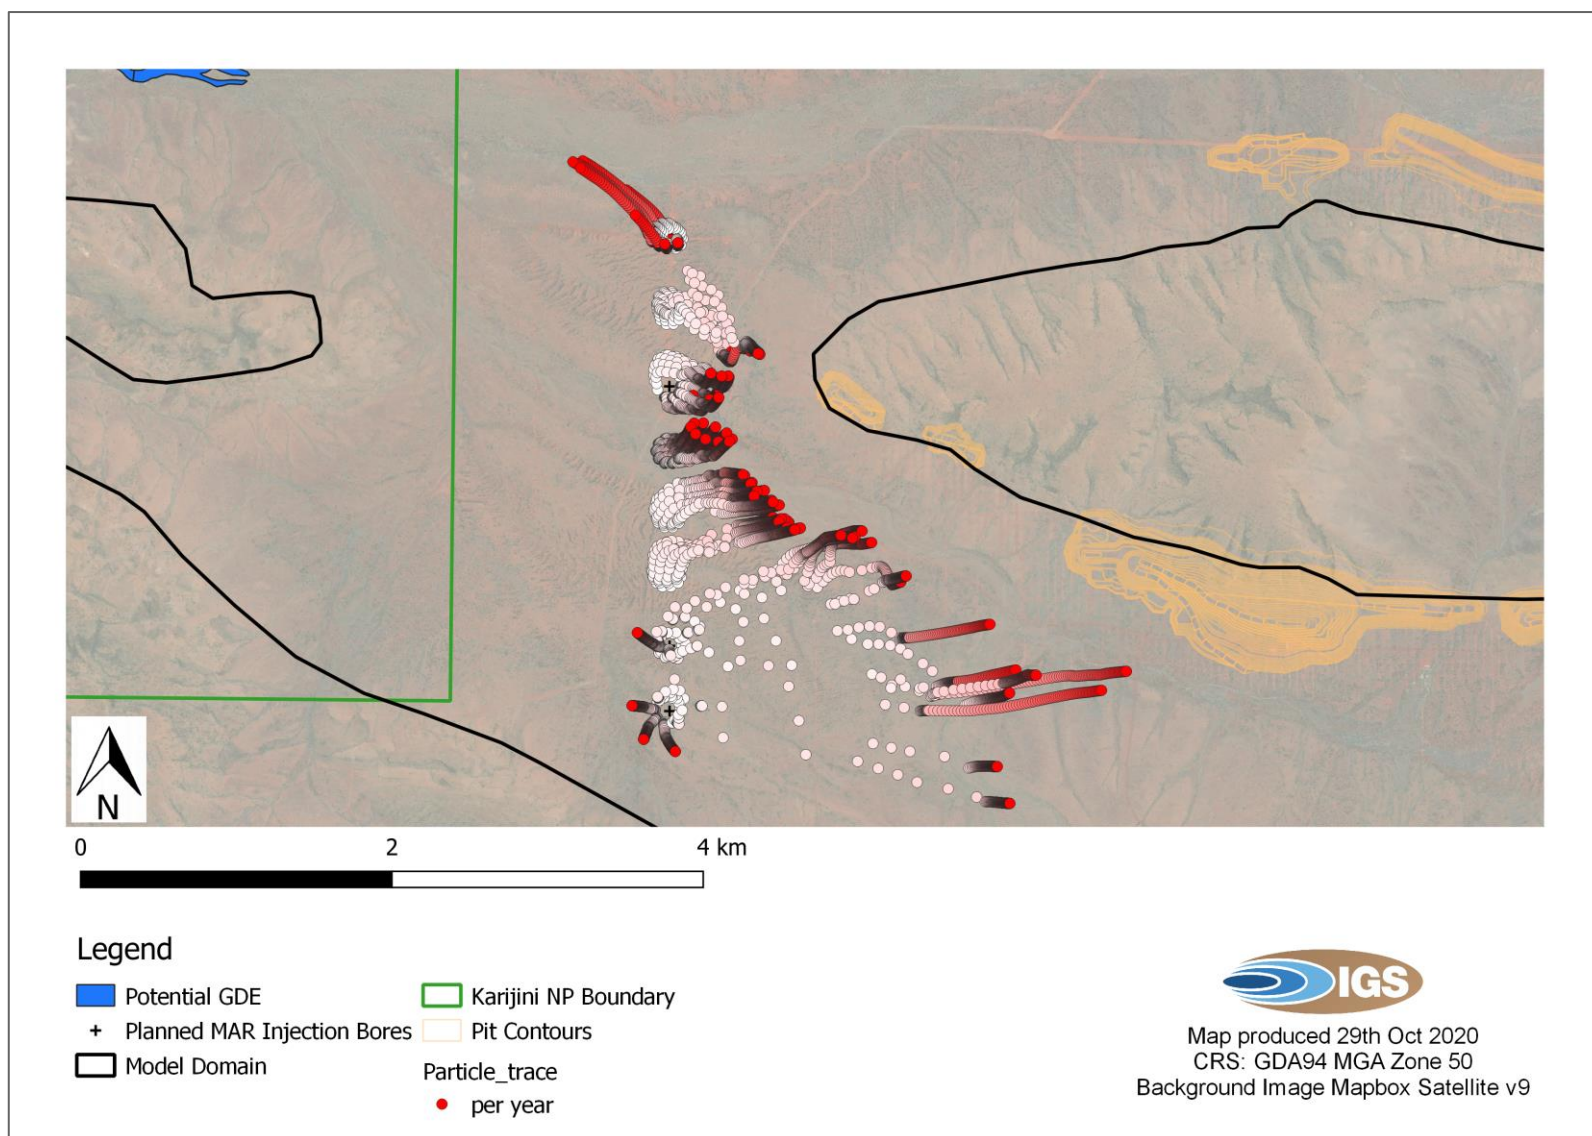 N
0 2 4 km
Legend
Potential GDE
Planned MAR Injection Bores
Model Domain
Karijini NP Boundary
Pit Contours
Particle_trace
per year
IGS
Map produced 29th Oct 2020
CRS: GDA94 MGA Zone 50
Background Image Mapbox Satellite v9